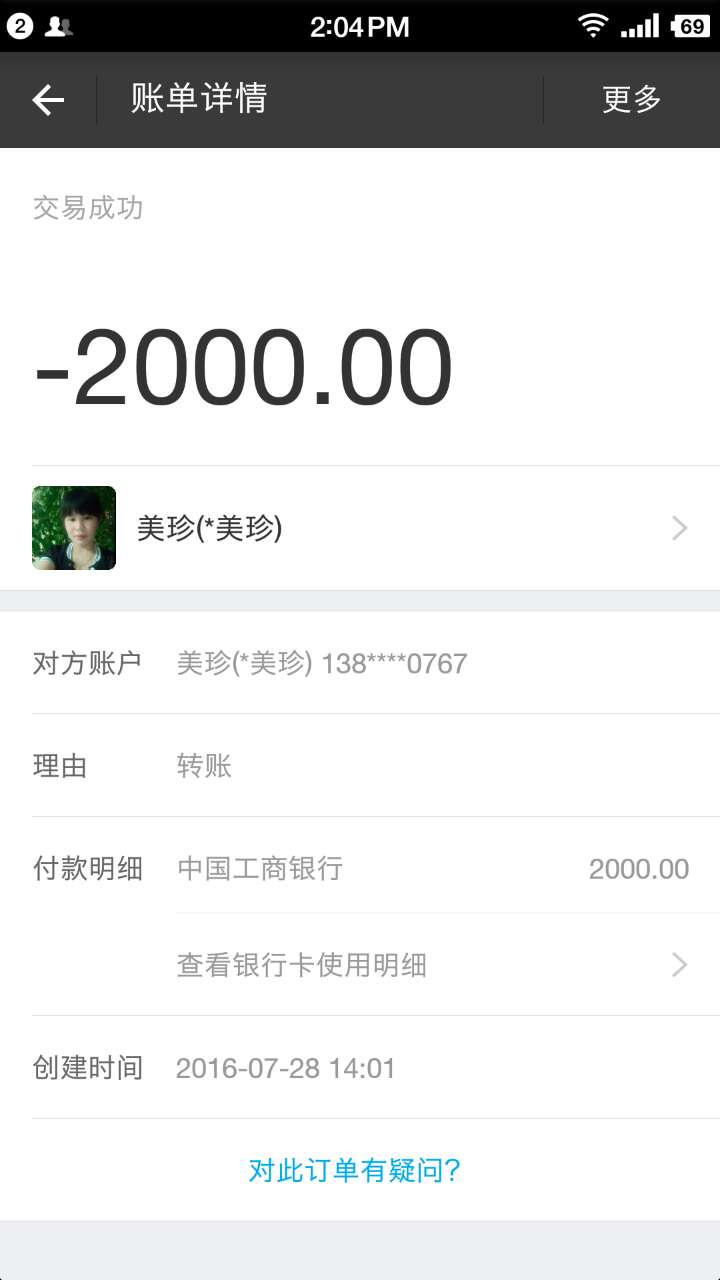 2 2:04PM 69
账单详情 更多
交易成功
-2000.00
美珍(*美珍)
对方账户 美珍(*美珍) 138****0767
理由 转账
付款明细 中国工商银行 2000.00
查看银行卡使用明细
创建时间 2016-07-28 14:01
对此订单有疑问?